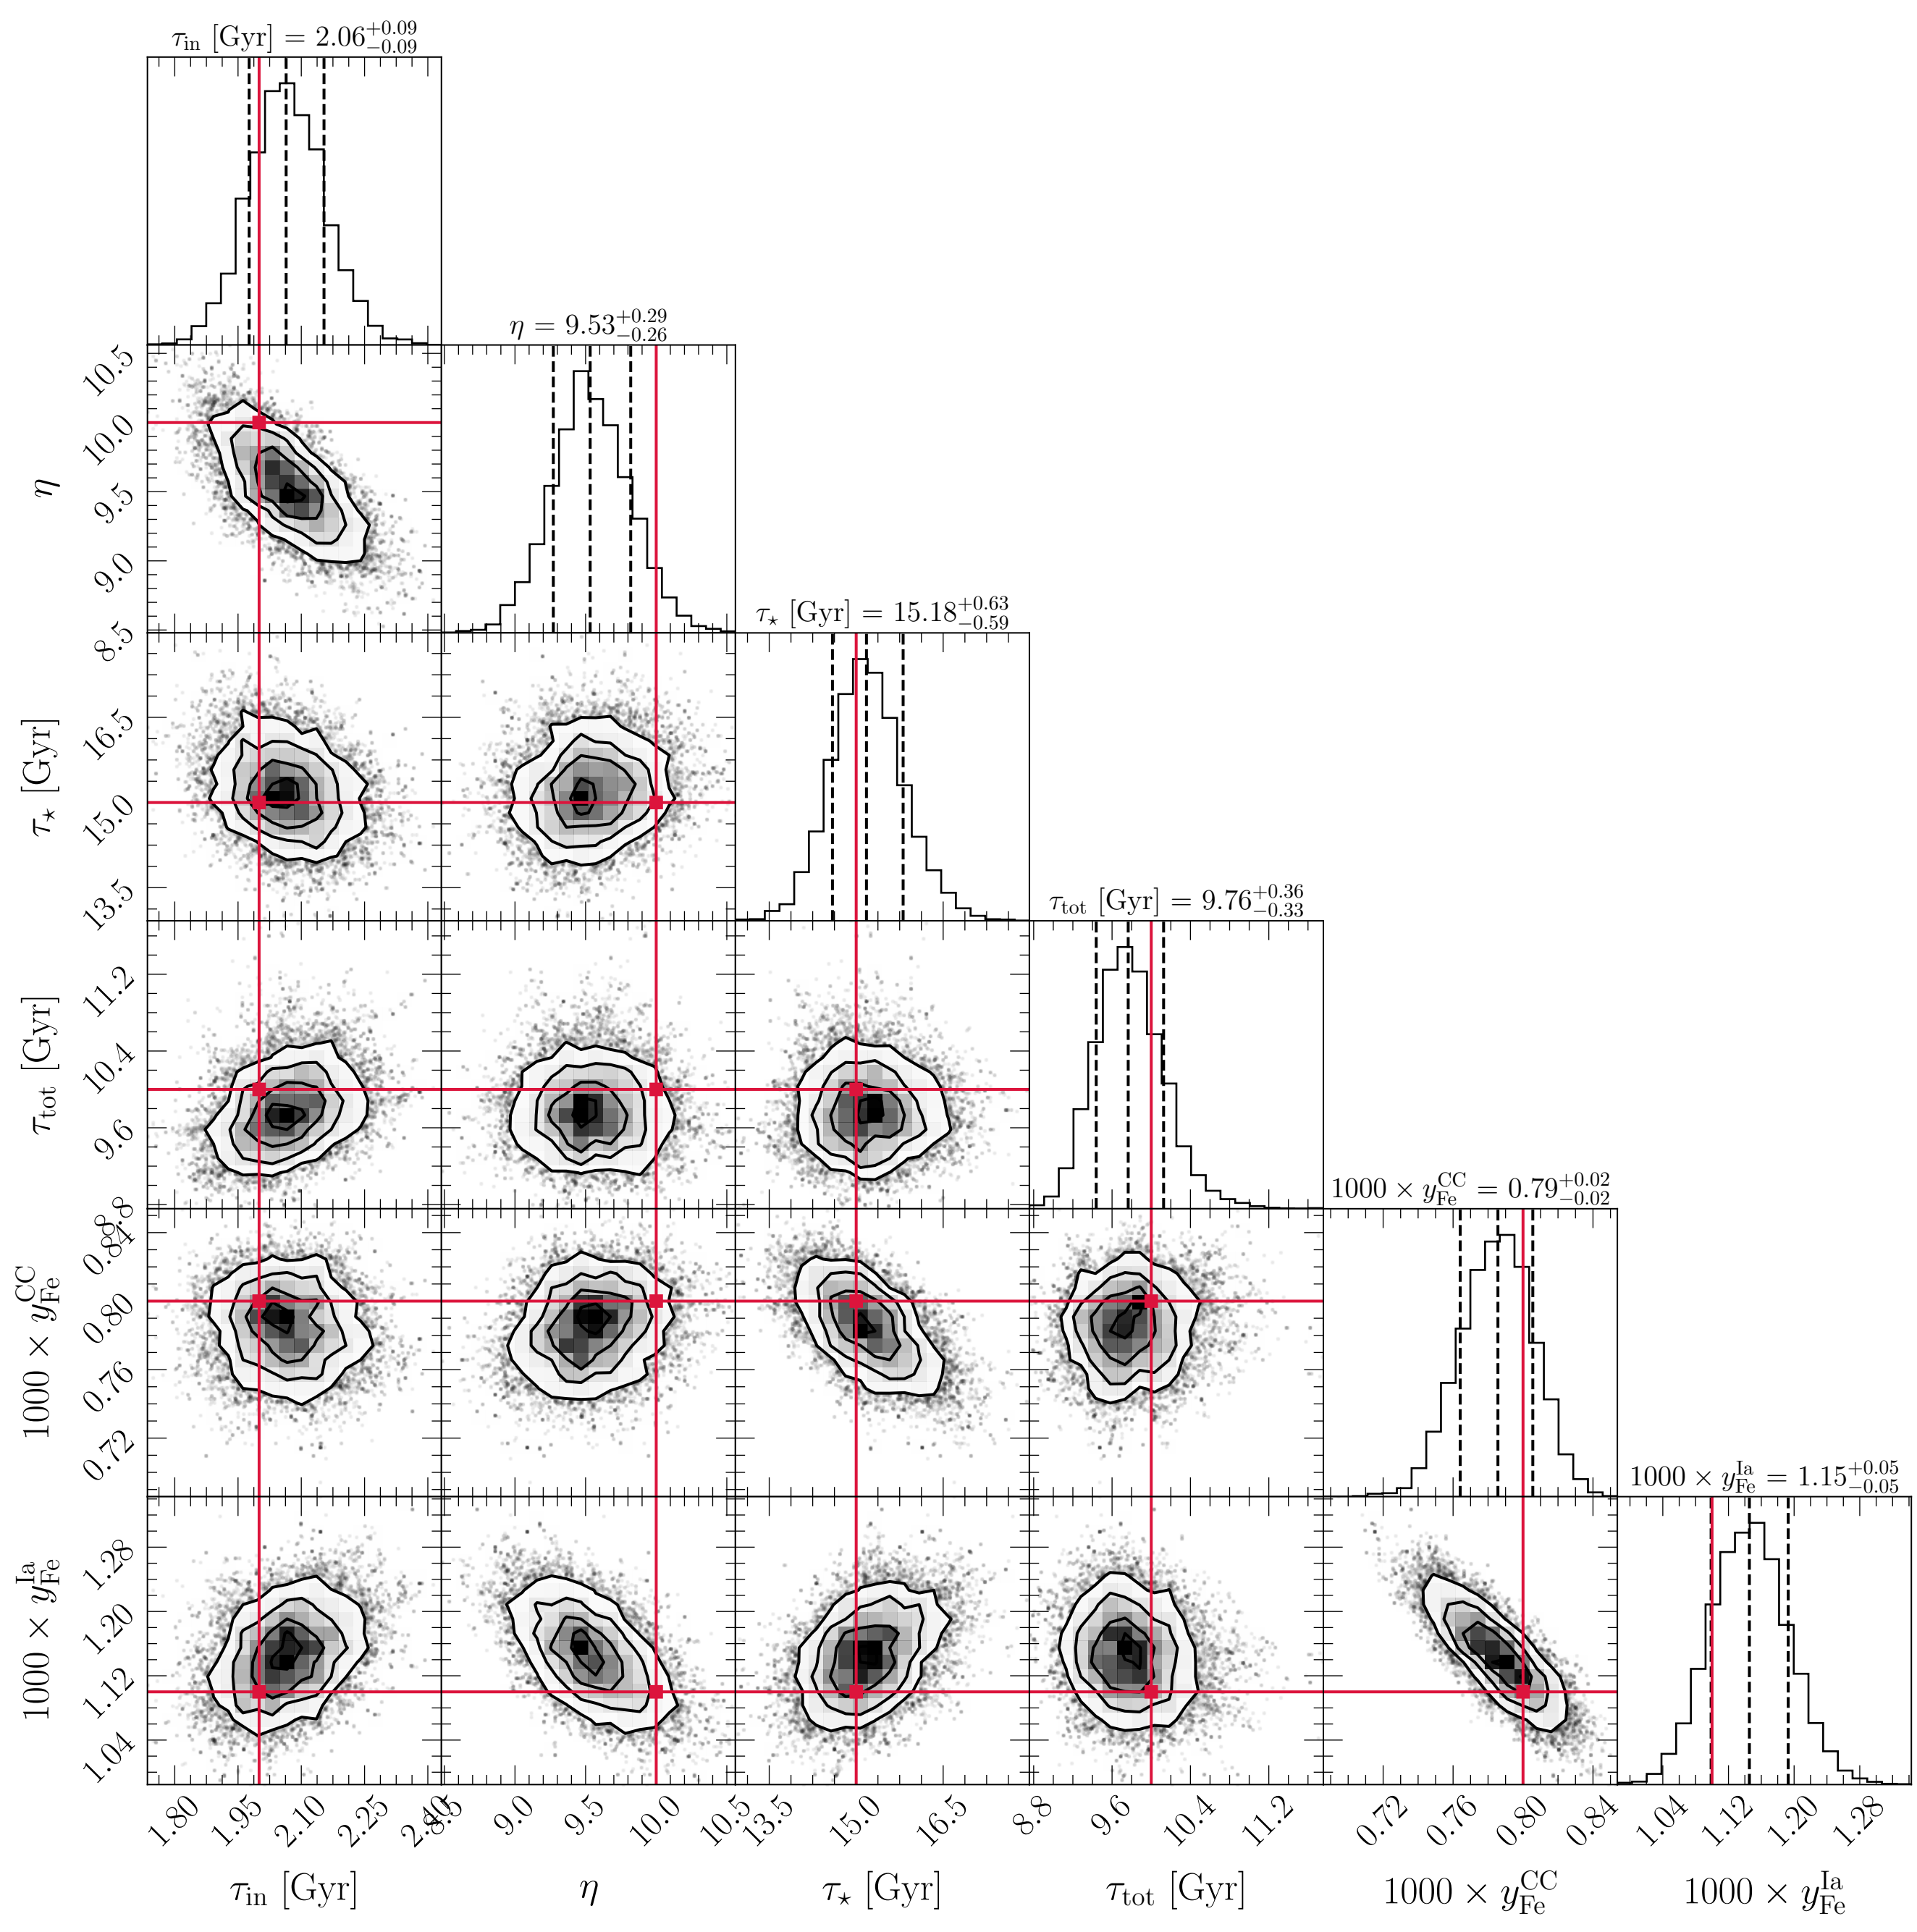 τ_in [Gyr] = 2.06^{+0.09}_{−0.09}
η = 9.53^{+0.29}_{−0.26}
τ_⋆ [Gyr] = 15.18^{+0.63}_{−0.59}
τ_tot [Gyr] = 9.76^{+0.36}_{−0.33}
1000 × y_Fe^CC = 0.79^{+0.02}_{−0.02}
1000 × y_Fe^Ia = 1.15^{+0.05}_{−0.05}
η
10.5
10.0
9.5
9.0
8.5
τ_⋆ [Gyr]
16.5
15.0
13.5
τ_tot [Gyr]
11.2
10.4
9.6
8.8
1000 × y_Fe^CC
0.84
0.80
0.76
0.72
1000 × y_Fe^Ia
1.28
1.20
1.12
1.04
1.80 1.95 2.10 2.25 2.40
8.5 9.0 9.5 10.0 10.5
13.5 15.0 16.5
8.8 9.6 10.4 11.2
0.72 0.76 0.80 0.84
1.04 1.12 1.20 1.28
τ_in [Gyr]
η
τ_⋆ [Gyr]
τ_tot [Gyr]
1000 × y_Fe^CC
1000 × y_Fe^Ia